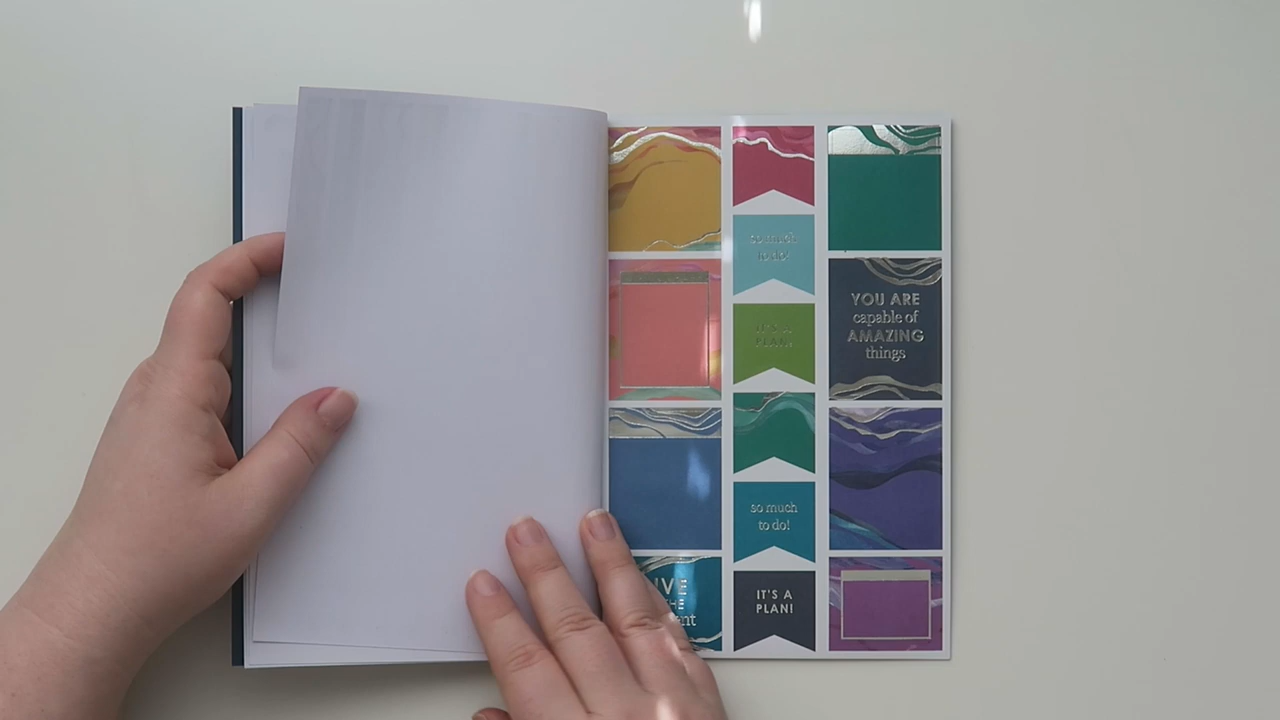 so much
to do!
IT'S A
PLAN!
so much
to do!
IT'S A
PLAN!
YOU ARE
capable of
AMAZING
things